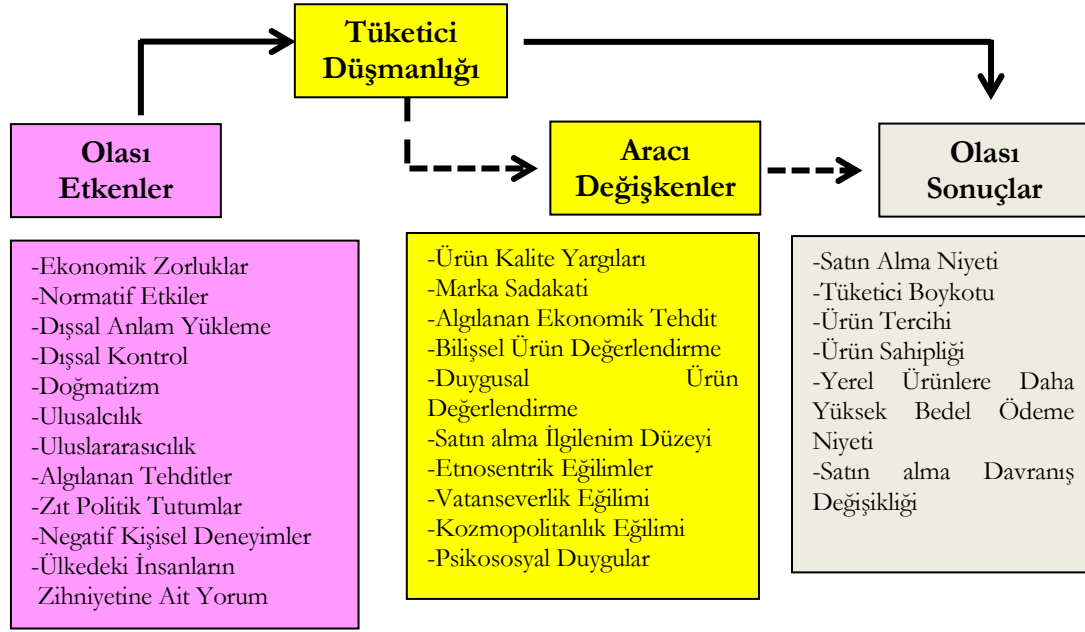 Tüketici
Düşmanlığı
Olası
Etkenler
Aracı
Değişkenler
Olası
Sonuçlar
-Ekonomik Zorluklar
-Normatif Etkiler
-Dışsal Anlam Yükleme
-Dışsal Kontrol
-Doğmatizm
-Ulusalcılık
-Uluslararasıcılık
-Algılanan Tehditler
-Zıt Politik Tutumlar
-Negatif Kişisel Deneyimler
-Ülkedeki İnsanların
Zihniyetine Ait Yorum
-Ürün Kalite Yargıları
-Marka Sadakati
-Algılanan Ekonomik Tehdit
-Bilişsel Ürün Değerlendirme
-Duygusal Ürün
Değerlendirme
-Satın alma İlgilenim Düzeyi
-Etnosentrik Eğilimler
-Vatanseverlik Eğilimi
-Kozmopolitanlık Eğilimi
-Psikososyal Duygular
-Satın Alma Niyeti
-Tüketici Boykotu
-Ürün Tercihi
-Ürün Sahipliği
-Yerel Ürünlere Daha
Yüksek Bedel Ödeme
Niyeti
-Satın alma Davranış
Değişikliği